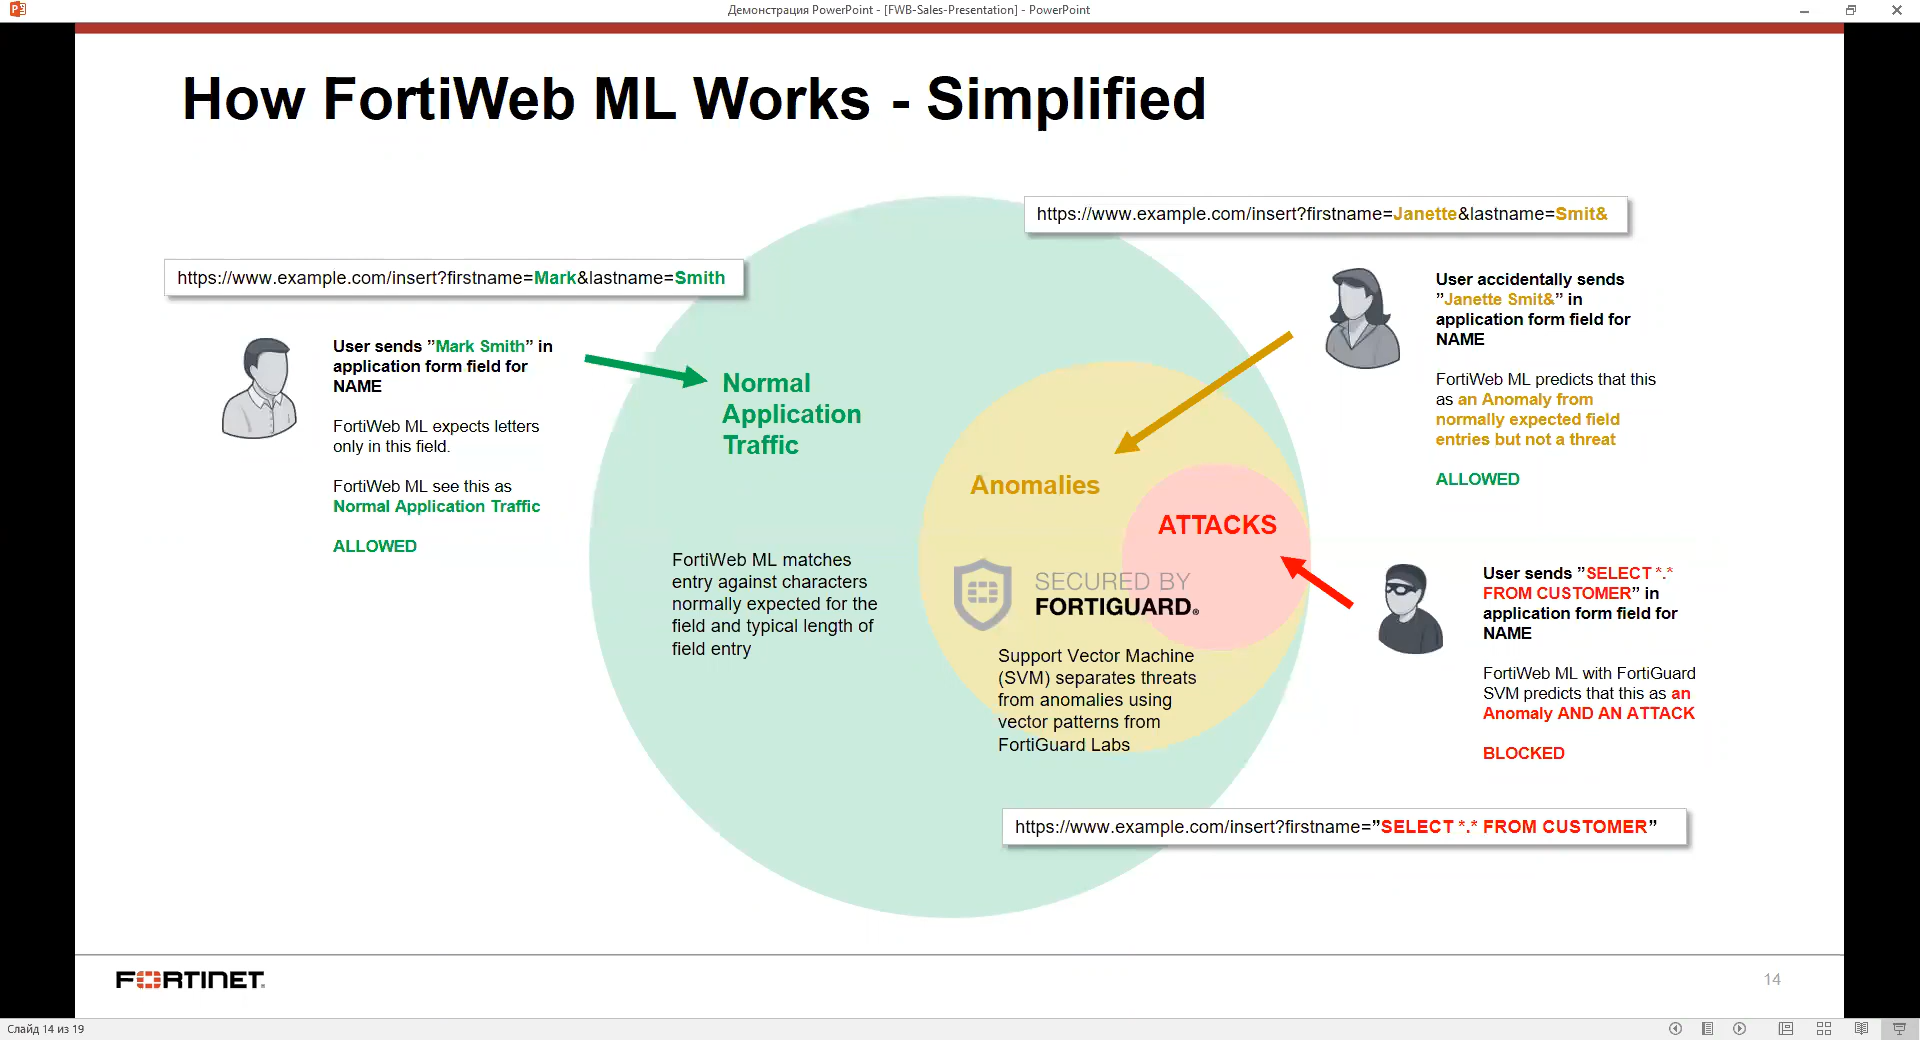 Демонстрация PowerPoint - [FWB-Sales-Presentation] - PowerPoint
How FortiWeb ML Works - Simplified
https://www.example.com/insert?firstname=Janette&lastname=Smit&
https://www.example.com/insert?firstname=Mark&lastname=Smith
User sends ”Mark Smith” in
application form field for
NAME
FortiWeb ML expects letters
only in this field.
FortiWeb ML see this as
Normal Application Traffic
ALLOWED
Normal
Application
Traffic
FortiWeb ML matches
entry against characters
normally expected for the
field and typical length of
field entry
User accidentally sends
”Janette Smit&” in
application form field for
NAME
FortiWeb ML predicts that this
as an Anomaly from
normally expected field
entries but not a threat
ALLOWED
Anomalies
ATTACKS
SECURED BY
FORTIGUARD®
Support Vector Machine
(SVM) separates threats
from anomalies using
vector patterns from
FortiGuard Labs
User sends ”SELECT *.*
FROM CUSTOMER” in
application form field for
NAME
FortiWeb ML with FortiGuard
SVM predicts that this as an
Anomaly AND AN ATTACK
BLOCKED
https://www.example.com/insert?firstname=”SELECT *.* FROM CUSTOMER”
FORTINET
14
Слайд 14 из 19